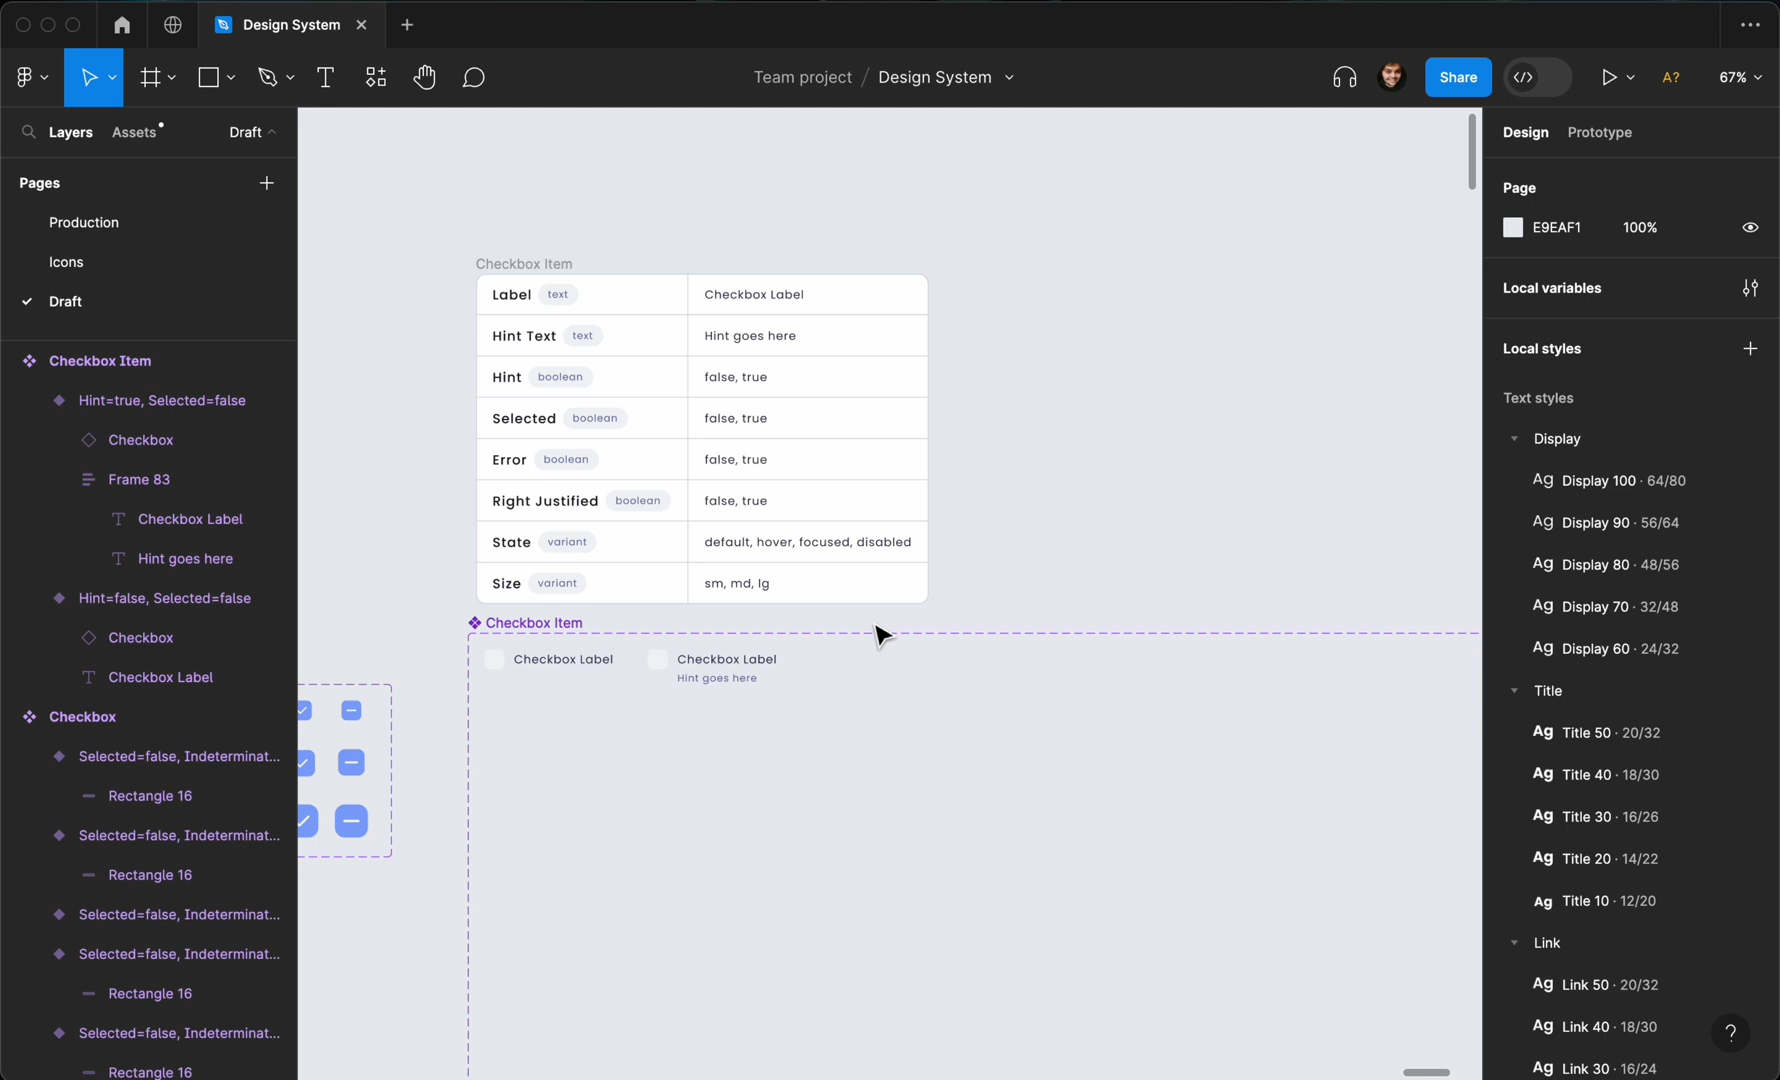 Design System
Team project / Design System
Share
A?
67%
Layers
Assets
Draft
Pages
Production
Icons
Draft
Checkbox Item
Hint=true, Selected=false
Checkbox
Frame 83
Checkbox Label
Hint goes here
Hint=false, Selected=false
Checkbox
Checkbox Label
Checkbox
Selected=false, Indeterminat...
Rectangle 16
Selected=false, Indeterminat...
Rectangle 16
Selected=false, Indeterminat...
Selected=false, Indeterminat...
Rectangle 16
Selected=false, Indeterminat...
Rectangle 16
Checkbox Item
Label text Checkbox Label
Hint Text text Hint goes here
Hint boolean false, true
Selected boolean false, true
Error boolean false, true
Right Justified boolean false, true
State variant default, hover, focused, disabled
Size variant sm, md, lg
Checkbox Item
Checkbox Label
Checkbox Label
Hint goes here
Design
Prototype
Page
E9EAF1 100%
Local variables
Local styles
Text styles
Display
Ag Display 100 · 64/80
Ag Display 90 · 56/64
Ag Display 80 · 48/56
Ag Display 70 · 32/48
Ag Display 60 · 24/32
Title
Ag Title 50 · 20/32
Ag Title 40 · 18/30
Ag Title 30 · 16/26
Ag Title 20 · 14/22
Ag Title 10 · 12/20
Link
Ag Link 50 · 20/32
Ag Link 40 · 18/30
Ag Link 30 · 16/24
?